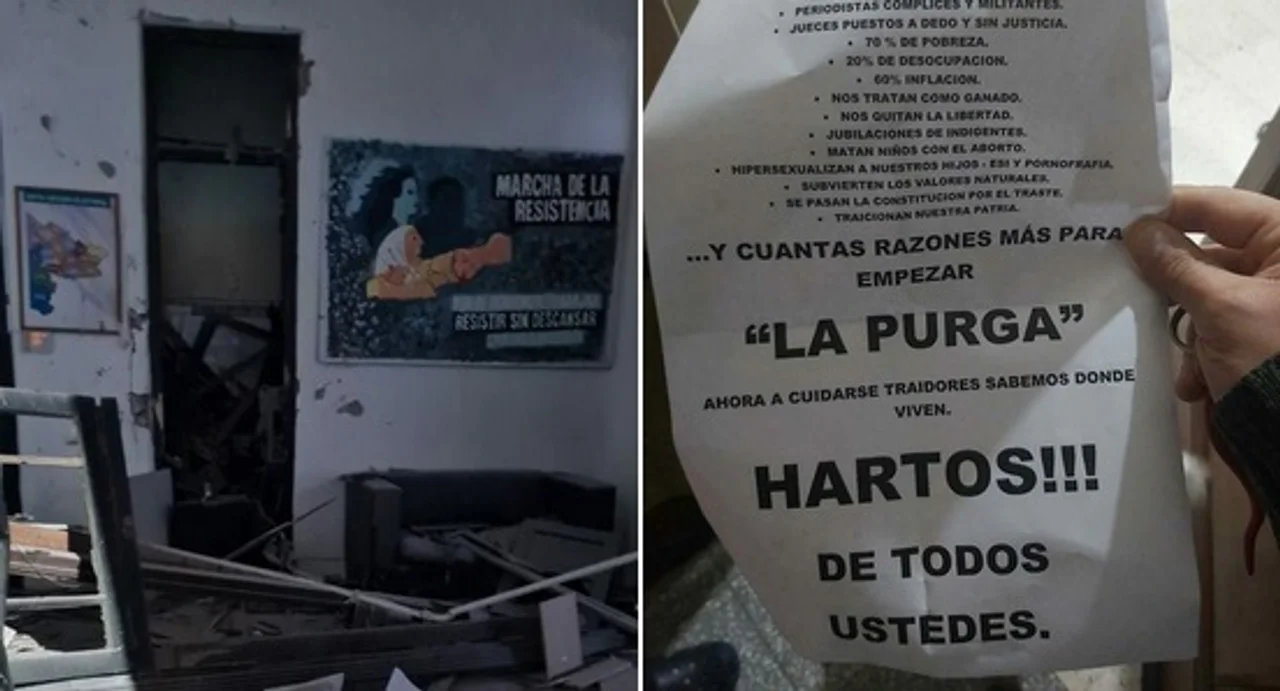 MARCHA DE LA
RESISTENCIA
RESISTIR SIN DESCANSAR
• PERIODISTAS COMPLICES Y MILITANTES.
• JUECES PUESTOS A DEDO Y SIN JUSTICIA.
• 70 % DE POBREZA.
• 20% DE DESOCUPACION.
• 60% INFLACION.
• NOS TRATAN COMO GANADO.
• NOS QUITAN LA LIBERTAD.
• JUBILACIONES DE INDIGENTES.
• MATAN NIÑOS CON EL ABORTO.
• HIPERSEXUALIZAN A NUESTROS HIJOS - ESI Y PORNOFRAFIA.
• SUBVIERTEN LOS VALORES NATURALES.
• SE PASAN LA CONSTITUCION POR EL TRASTE.
• TRAICIONAN NUESTRA PATRIA.
...Y CUANTAS RAZONES MÁS PARA
EMPEZAR
“LA PURGA”
AHORA A CUIDARSE TRAIDORES SABEMOS DONDE
VIVEN.
HARTOS!!!
DE TODOS
USTEDES.